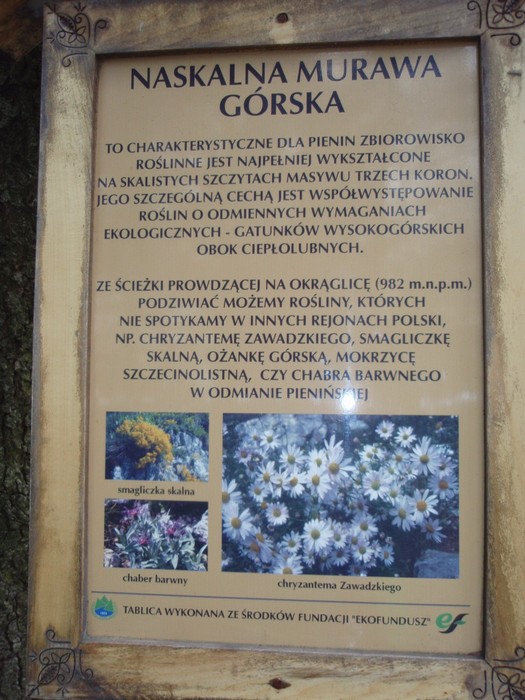 NASKALNA MURAWA
GÓRSKA
TO CHARAKTERYSTYCZNE DLA PIENIN ZBIOROWISKO
ROŚLINNE JEST NAJPEŁNIEJ WYKSZTAŁCONE
NA SKALISTYCH SZCZYTACH MASYWU TRZECH KORON.
JEGO SZCZEGÓLNĄ CECHĄ JEST WSPÓŁWYSTĘPOWANIE
ROŚLIN O ODMIENNYCH WYMAGANIACH
EKOLOGICZNYCH - GATUNKÓW WYSOKOGÓRSKICH
OBOK CIEPŁOLUBNYCH.
ZE ŚCIEŻKI PROWDZĄCEJ NA OKRĄGLICĘ (982 m.n.p.m.)
PODZIWIAĆ MOŻEMY ROŚLINY, KTÓRYCH
NIE SPOTYKAMY W INNYCH REJONACH POLSKI,
NP. CHRYZANTEMĘ ZAWADZKIEGO, SMAGLICZKĘ
SKALNĄ, OŻANKĘ GÓRSKĄ, MOKRZYCĘ
SZCZECINOLISTNĄ, CZY CHABRA BARWNEGO
W ODMIANIE PIENIŃSKIEJ
smagliczka skalna
chaber barwny
chryzantema Zawadzkiego
TABLICA WYKONANA ZE ŚRODKÓW FUNDACJI "EKOFUNDUSZ" ef